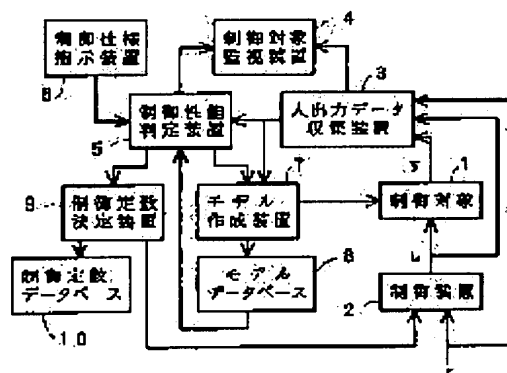 制御仕様
指示装置
6
制御対象
監視装置
4
制御性能
判定装置
5
入出力データ
収集装置
3
制御定数
決定装置
9
モデル
作成装置
7
制御対象
1
y
制御定数
データベース
10
モデル
データベース
8
制御装置
2
u
r